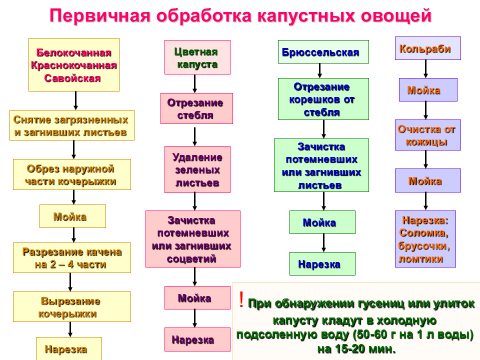 Первичная обработка капустных овощей
Белокочанная
Краснокочанная
Савойская
Снятие загрязненных
и загнивших листьев
Обрез наружной
части кочерыжки
Мойка
Разрезание качена
на 2 – 4 части
Вырезание
кочерыжки
Нарезка
Цветная
капуста
Отрезание
стебля
Удаление
зеленых
листьев
Зачистка
потемневших
или загнивших
соцветий
Мойка
Нарезка
Брюссельская
Отрезание
корешков от
стебля
Зачистка
потемневших
или загнивших
листьев
Мойка
Нарезка
Кольраби
Мойка
Очистка от
кожицы
Мойка
Нарезка:
Соломка,
брусочки,
ломтики
! При обнаружении гусениц или улиток
капусту кладут в холодную
подсоленную воду (50-60 г на 1 л воды)
на 15-20 мин.